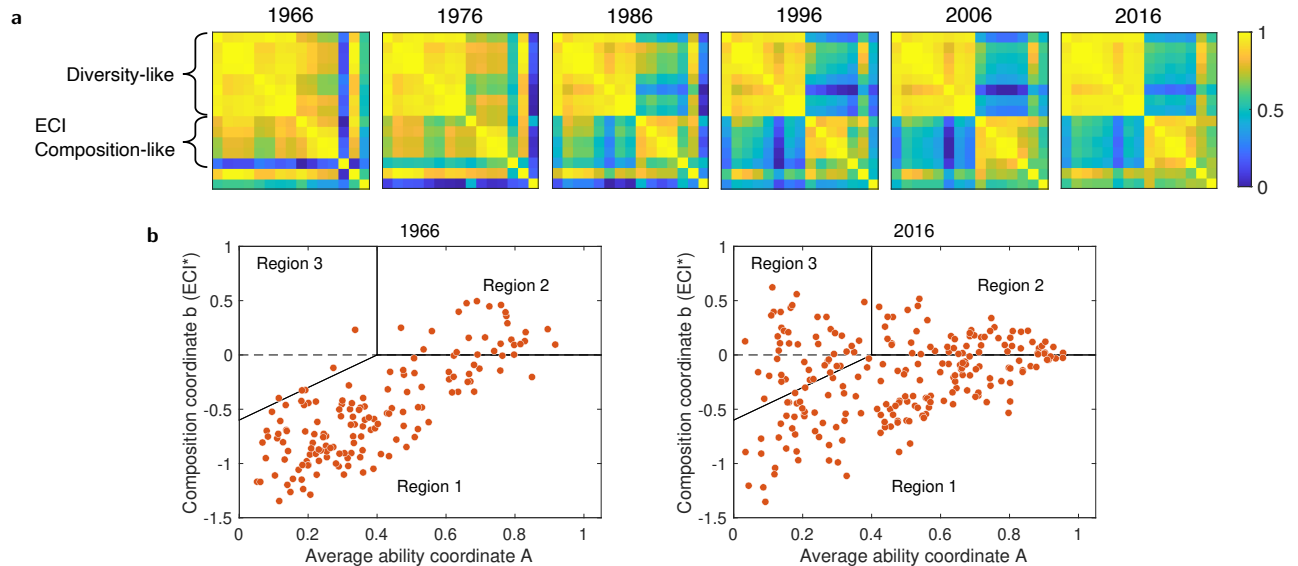 a
1966 1976 1986 1996 2006 2016
Diversity-like
ECI
Composition-like
1
0.5
0
b
1966
Region 3
Region 2
Region 1
1
0.5
0
-0.5
-1
-1.5
0 0.2 0.4 0.6 0.8 1
Composition coordinate b (ECI*)
Average ability coordinate A
2016
Region 3
Region 2
Region 1
1
0.5
0
-0.5
-1
-1.5
0 0.2 0.4 0.6 0.8 1
Composition coordinate b (ECI*)
Average ability coordinate A